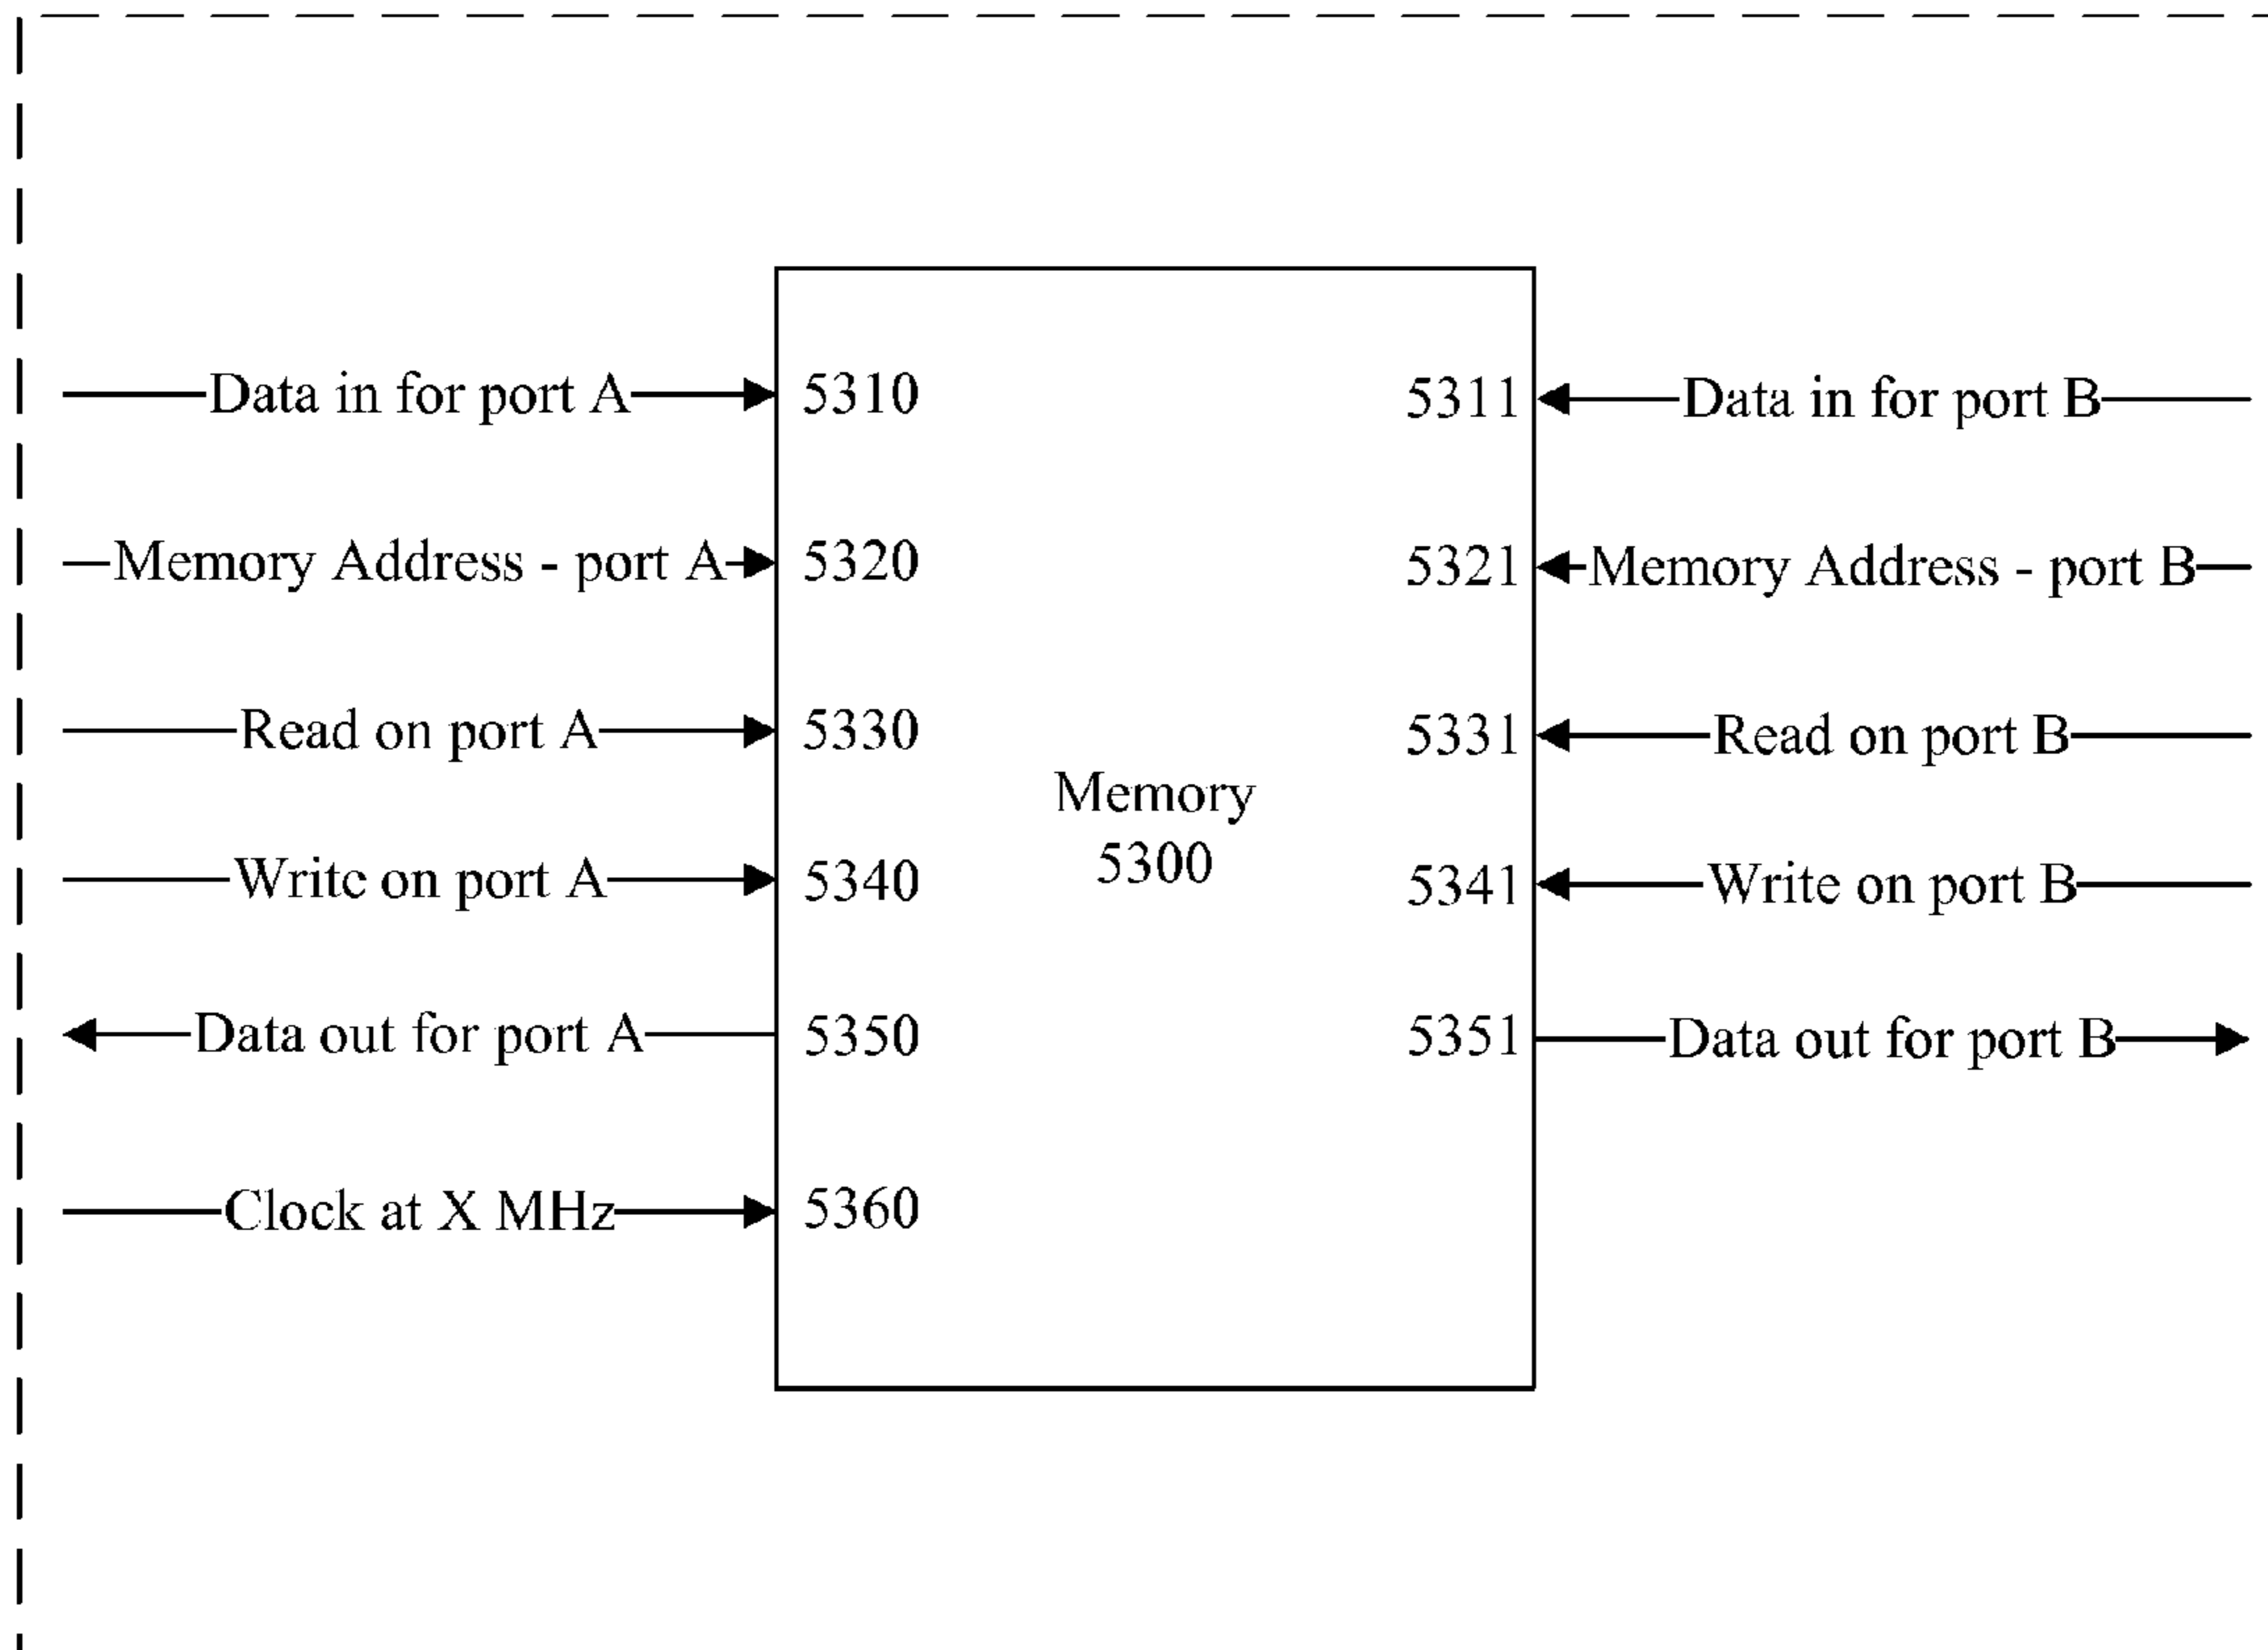 Data in for port A 5310 5311 Data in for port B
Memory Address - port A 5320 5321 Memory Address - port B
Read on port A 5330 5331 Read on port B
Memory
5300
Write on port A 5340 5341 Write on port B
Data out for port A 5350 5351 Data out for port B
Clock at X MHz 5360